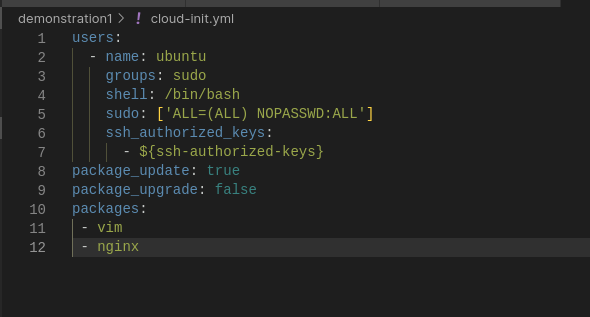 demonstration1 > ! cloud-init.yml
1 users:
2   - name: ubuntu
3     groups: sudo
4     shell: /bin/bash
5     sudo: ['ALL=(ALL) NOPASSWD:ALL']
6     ssh_authorized_keys:
7       - ${ssh-authorized-keys}
8 package_update: true
9 package_upgrade: false
10 packages:
11  - vim
12  - nginx